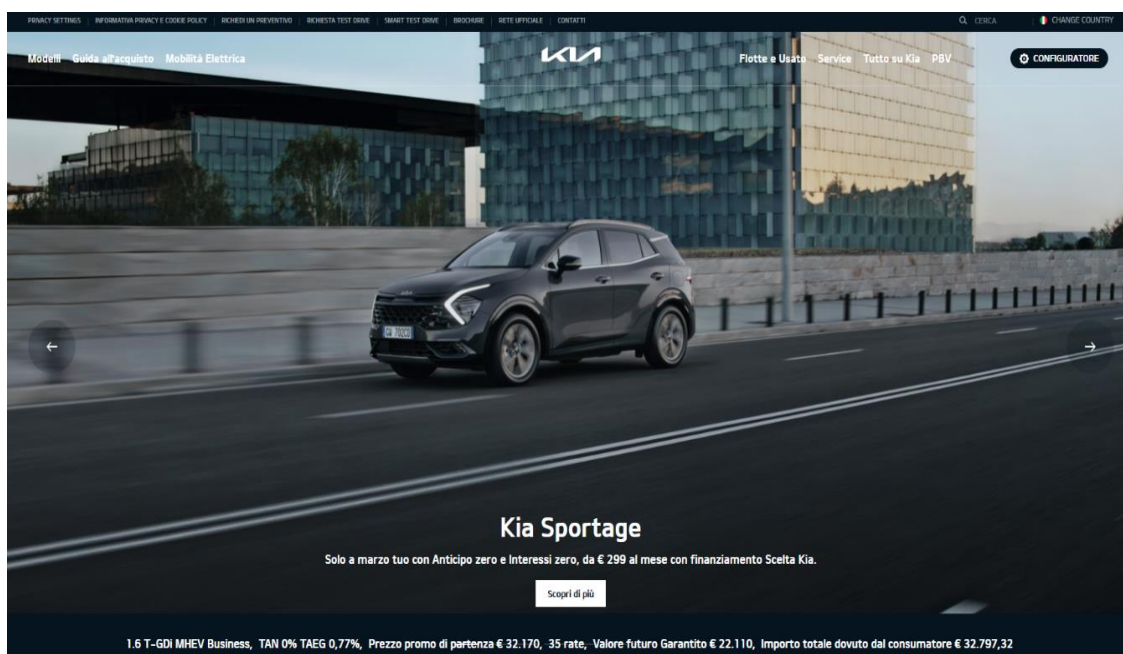 PRIVACY SETTINGS | INFORMATIVA PRIVACY E COOKIE POLICY | RICHIEDI UN PREVENTIVO | RICHIESTA TEST DRIVE | SMART TEST DRIVE | BROCHURE | RETE UFFICIALE | CONTATTI CERCA CHANGE COUNTRY
Modelli Guida all'acquisto Mobilità Elettrica KIA Flotte e Usato Service Tutto su Kia PBV CONFIGURATORE
KIA
GW 702CD
Kia Sportage
Solo a marzo tuo con Anticipo zero e Interessi zero, da € 299 al mese con finanziamento Scelta Kia.
Scopri di più
1.6 T-GDi MHEV Business, TAN 0% TAEG 0,77%, Prezzo promo di partenza € 32.170, 35 rate, Valore futuro Garantito € 22.110, Importo totale dovuto dal consumatore € 32.797,32